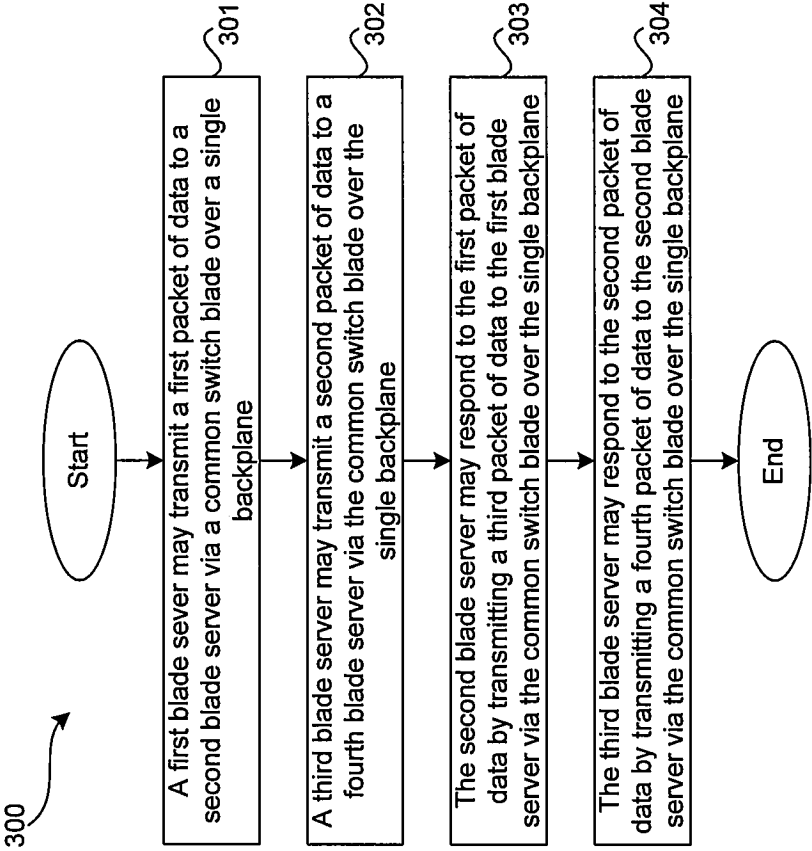 300
Start
A first blade sever may transmit a first packet of data to a
second blade server via a common switch blade over a single
backplane
301
A third blade server may transmit a second packet of data to a
fourth blade server via the common switch blade over the
single backplane
302
The second blade server may respond to the first packet of
data by transmitting a third packet of data to the first blade
server via the common switch blade over the single backplane
303
The third blade server may respond to the second packet of
data by transmitting a fourth packet of data to the second blade
server via the common switch blade over the single backplane
304
End